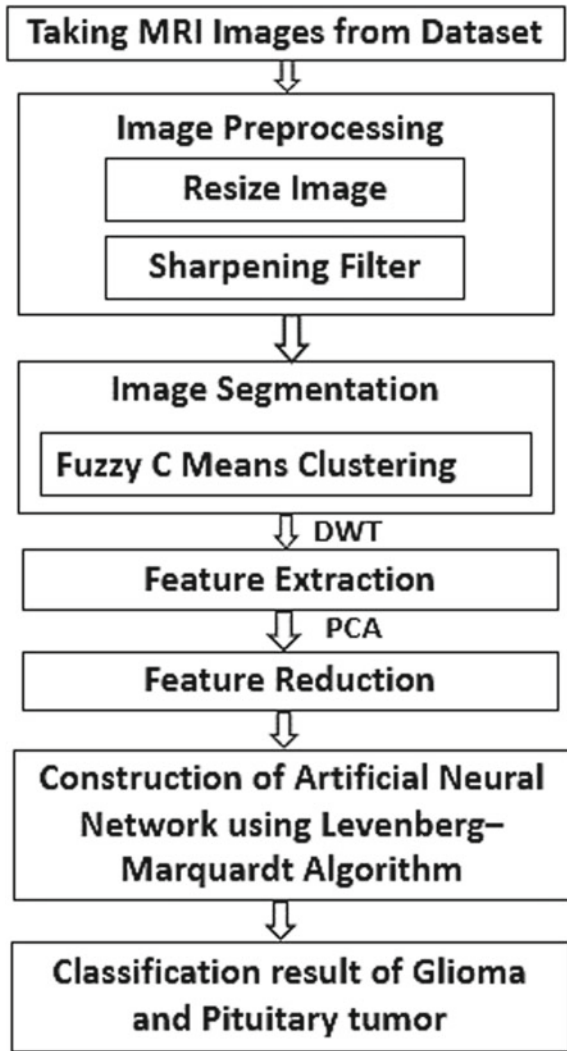 Taking MRI Images from Dataset
Image Preprocessing
Resize Image
Sharpening Filter
Image Segmentation
Fuzzy C Means Clustering
DWT
Feature Extraction
PCA
Feature Reduction
Construction of Artificial Neural
Network using Levenberg–
Marquardt Algorithm
Classification result of Glioma
and Pituitary tumor